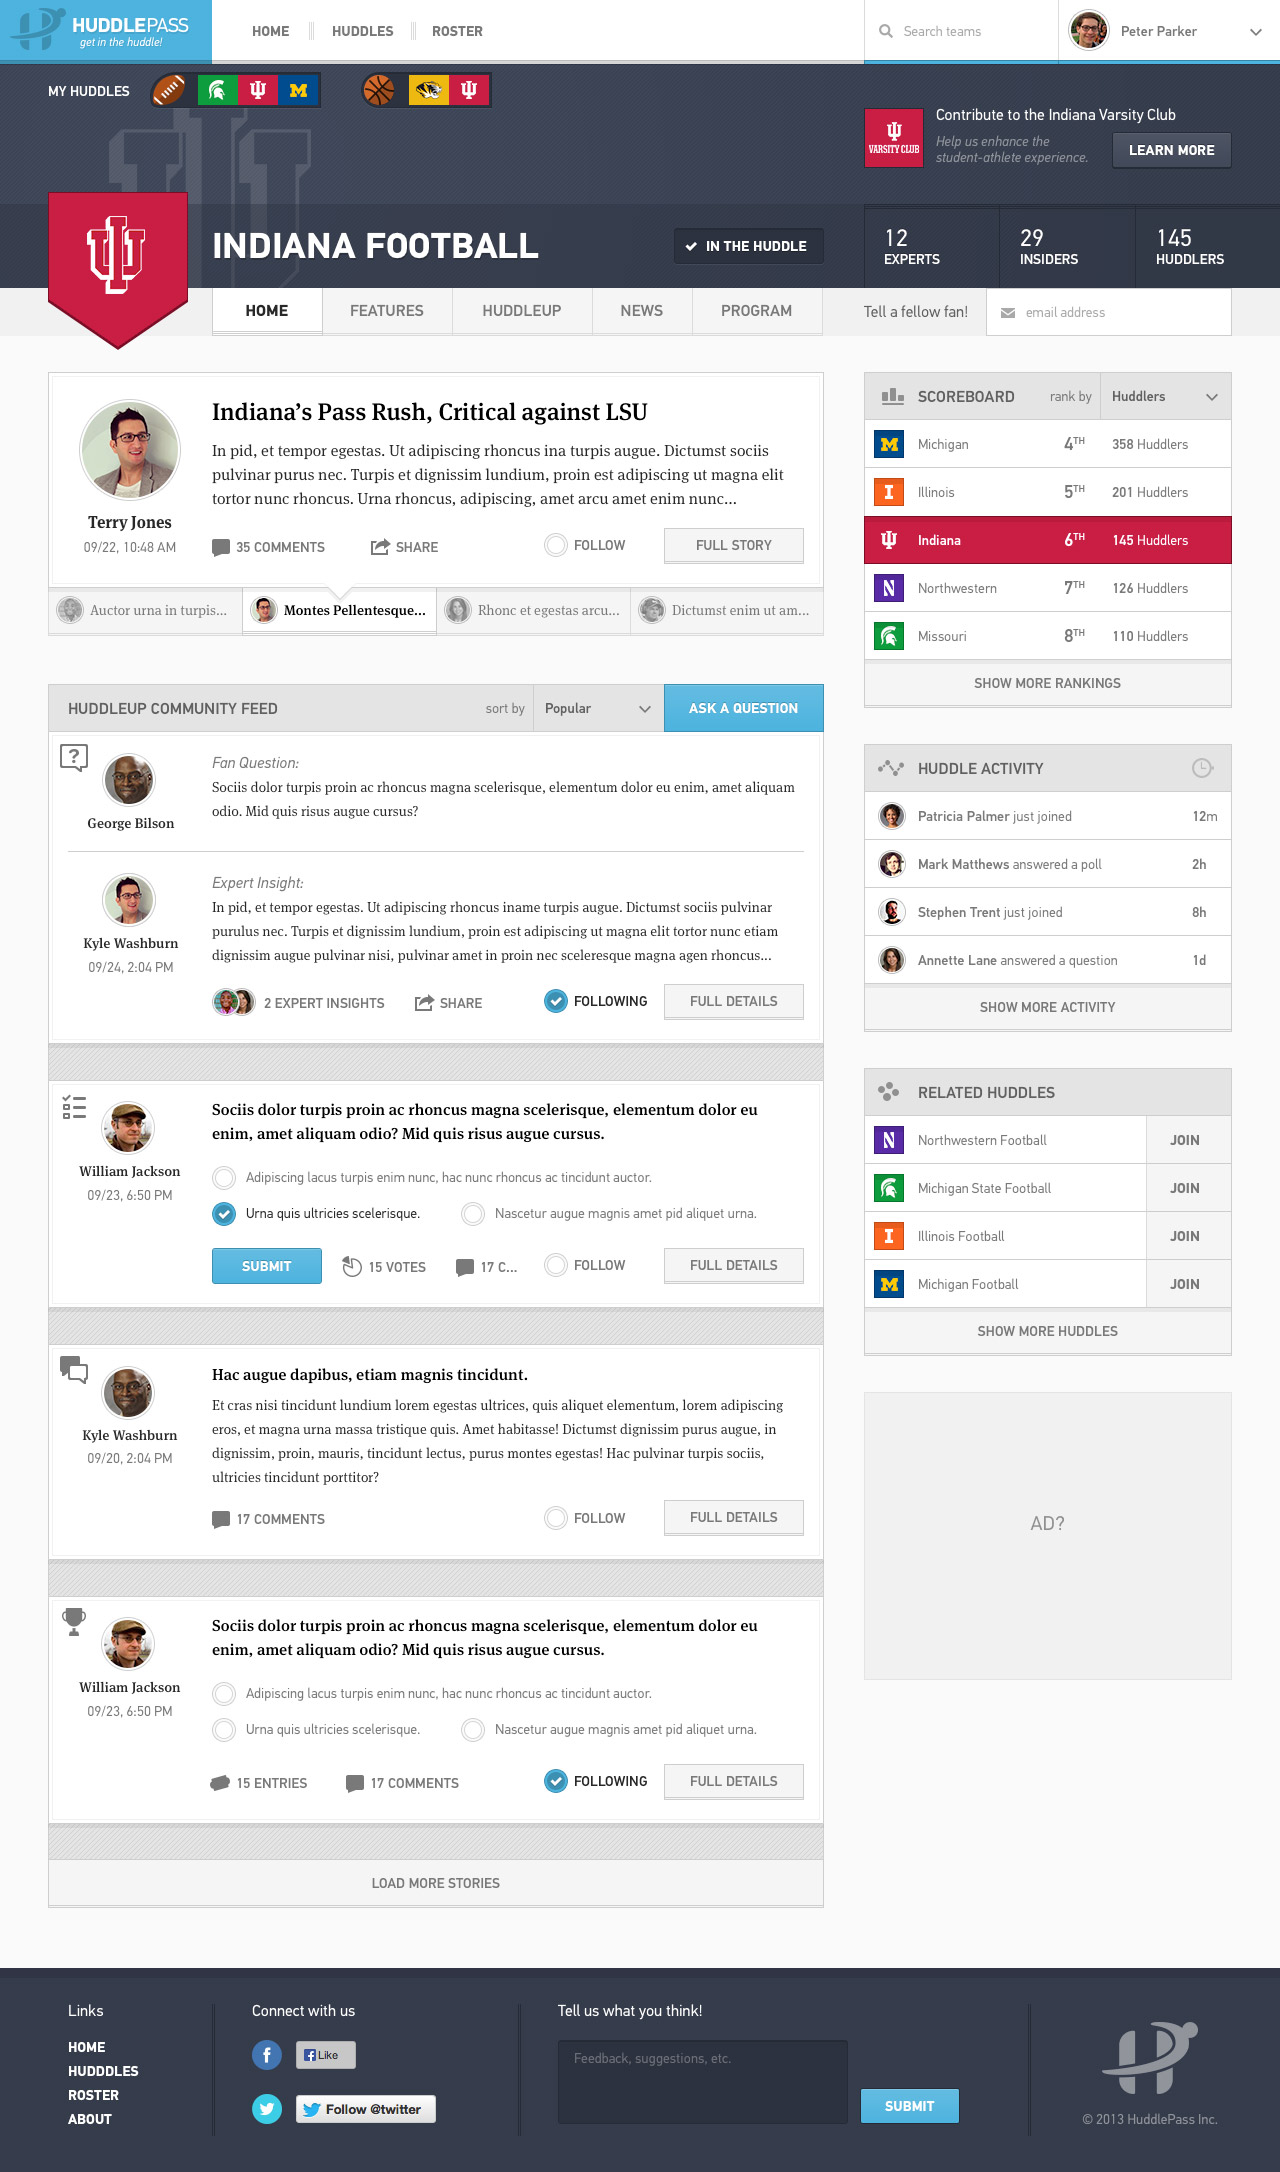 HUDDLEPASS
get in the huddle!
HOME
HUDDLES
ROSTER
Search teams
Peter Parker
MY HUDDLES
VARSITY CLUB
Contribute to the Indiana Varsity Club
Help us enhance the
student-athlete experience.
LEARN MORE
INDIANA FOOTBALL
IN THE HUDDLE
12
EXPERTS
29
INSIDERS
145
HUDDLERS
HOME
FEATURES
HUDDLEUP
NEWS
PROGRAM
Tell a fellow fan!
email address
Indiana's Pass Rush, Critical against LSU
In pid, et tempor egestas. Ut adipiscing rhoncus ina turpis augue. Dictumst sociis
pulvinar purus nec. Turpis et dignissim lundium, proin est adipiscing ut magna elit
tortor nunc rhoncus. Urna rhoncus, adipiscing, amet arcu amet enim nunc...
Terry Jones
09/22, 10:48 AM
35 COMMENTS
SHARE
FOLLOW
FULL STORY
Auctor urna in turpis...
Montes Pellentesque...
Rhonc et egestas arcu...
Dictumst enim ut am...
SCOREBOARD
rank by
Huddlers
Michigan 4TH 358 Huddlers
Illinois 5TH 201 Huddlers
Indiana 6TH 145 Huddlers
Northwestern 7TH 126 Huddlers
Missouri 8TH 110 Huddlers
SHOW MORE RANKINGS
HUDDLEUP COMMUNITY FEED
sort by
Popular
ASK A QUESTION
George Bilson
Fan Question:
Sociis dolor turpis proin ac rhoncus magna scelerisque, elementum dolor eu enim, amet aliquam
odio. Mid quis risus augue cursus?
Kyle Washburn
09/24, 2:04 PM
Expert Insight:
In pid, et tempor egestas. Ut adipiscing rhoncus iname turpis augue. Dictumst sociis pulvinar
purulus nec. Turpis et dignissim lundium, proin est adipiscing ut magna elit tortor nunc etiam
dignissim augue pulvinar nisi, pulvinar amet in proin nec sceleresque magna agen rhoncus...
2 EXPERT INSIGHTS
SHARE
FOLLOWING
FULL DETAILS
HUDDLE ACTIVITY
Patricia Palmer just joined 12m
Mark Matthews answered a poll 2h
Stephen Trent just joined 8h
Annette Lane answered a question 1d
SHOW MORE ACTIVITY
William Jackson
09/23, 6:50 PM
Sociis dolor turpis proin ac rhoncus magna scelerisque, elementum dolor eu
enim, amet aliquam odio? Mid quis risus augue cursus.
Adipiscing lacus turpis enim nunc, hac nunc rhoncus ac tincidunt auctor.
Urna quis ultricies scelerisque.
Nascetur augue magnis amet pid aliquet urna.
SUBMIT
15 VOTES
17 C...
FOLLOW
FULL DETAILS
RELATED HUDDLES
Northwestern Football JOIN
Michigan State Football JOIN
Illinois Football JOIN
Michigan Football JOIN
SHOW MORE HUDDLES
Kyle Washburn
09/20, 2:04 PM
Hac augue dapibus, etiam magnis tincidunt.
Et cras nisi tincidunt lundium lorem egestas ultrices, quis aliquet elementum, lorem adipiscing
eros, et magna urna massa tristique quis. Amet habitasse! Dictumst dignissim purus augue, in
dignissim, proin, mauris, tincidunt lectus, purus montes egestas! Hac pulvinar turpis sociis,
ultricies tincidunt porttitor?
17 COMMENTS
FOLLOW
FULL DETAILS
AD?
William Jackson
09/23, 6:50 PM
Sociis dolor turpis proin ac rhoncus magna scelerisque, elementum dolor eu
enim, amet aliquam odio? Mid quis risus augue cursus.
Adipiscing lacus turpis enim nunc, hac nunc rhoncus ac tincidunt auctor.
Urna quis ultricies scelerisque.
Nascetur augue magnis amet pid aliquet urna.
15 ENTRIES
17 COMMENTS
FOLLOWING
FULL DETAILS
LOAD MORE STORIES
Links
HOME
HUDDDLES
ROSTER
ABOUT
Connect with us
Like
Follow @twitter
Tell us what you think!
Feedback, suggestions, etc.
SUBMIT
© 2013 HuddlePass Inc.